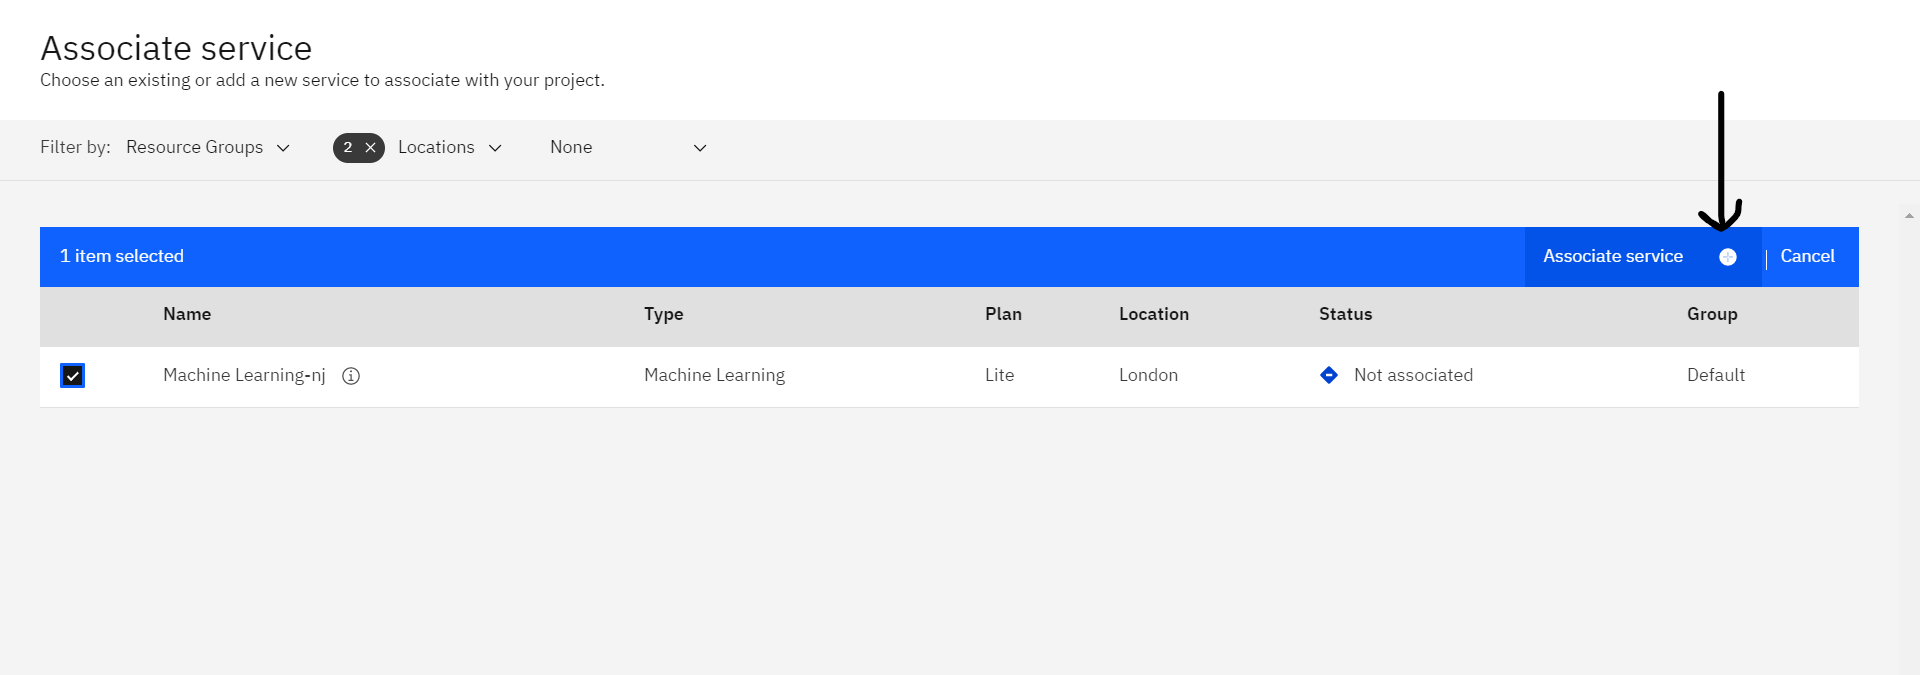 Associate service
Choose an existing or add a new service to associate with your project.
Filter by: Resource Groups 2 Locations None
1 item selected Associate service Cancel
Name Type Plan Location Status Group
Machine Learning-nj Machine Learning Lite London Not associated Default